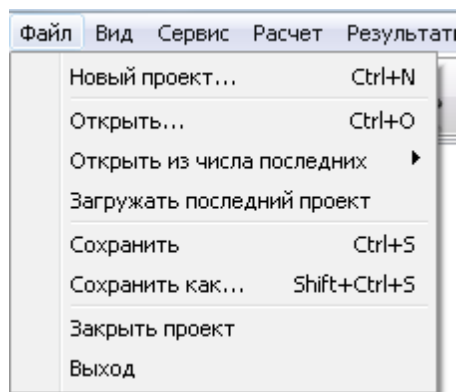 Файл Вид Сервис Расчет
Новый проект... Ctrl+N
Открыть... Ctrl+O
Открыть из числа последних
Загружать последний проект
Сохранить Ctrl+S
Сохранить как... Shift+Ctrl+S
Закрыть проект
Выход